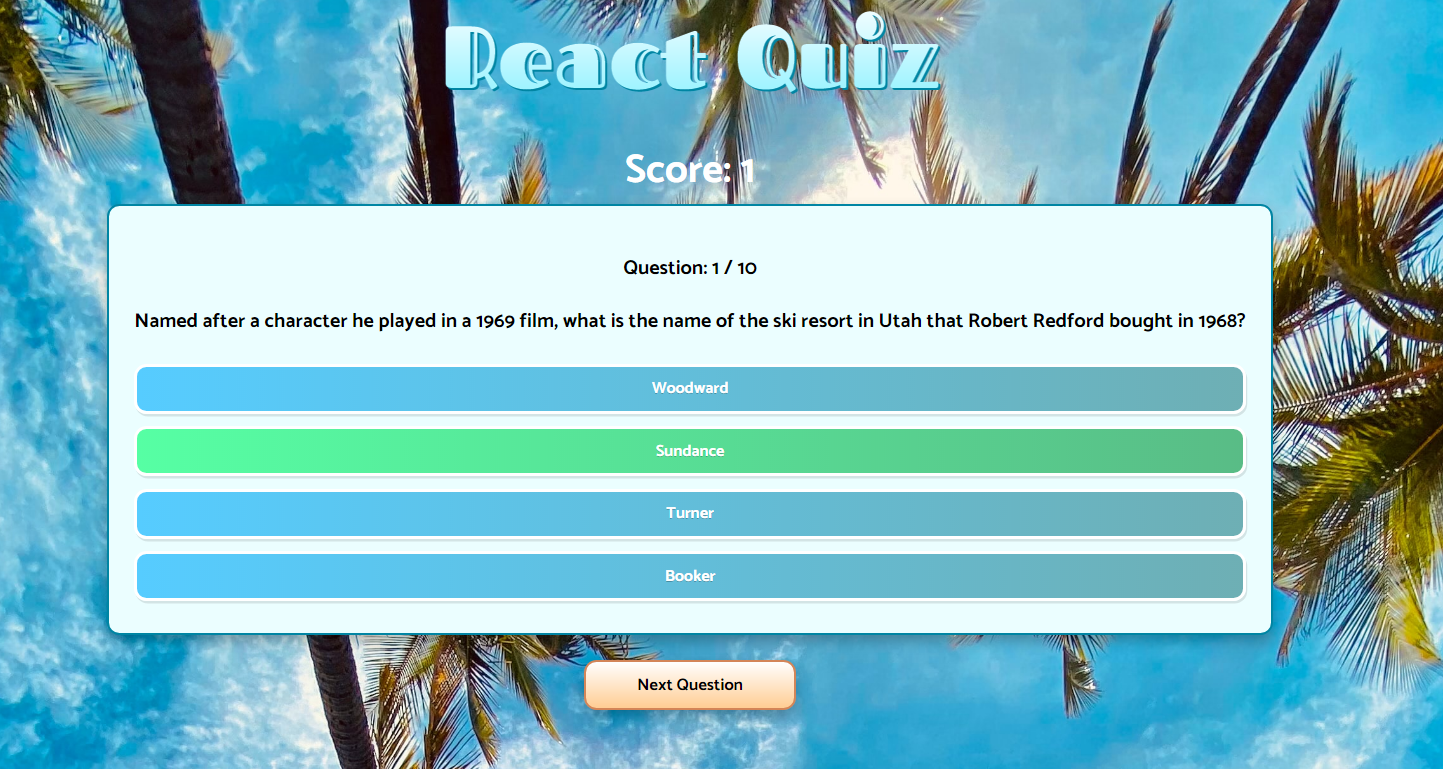 React Quiz
Score: 1
Question: 1 / 10
Named after a character he played in a 1969 film, what is the name of the ski resort in Utah that Robert Redford bought in 1968?
Woodward
Sundance
Turner
Booker
Next Question